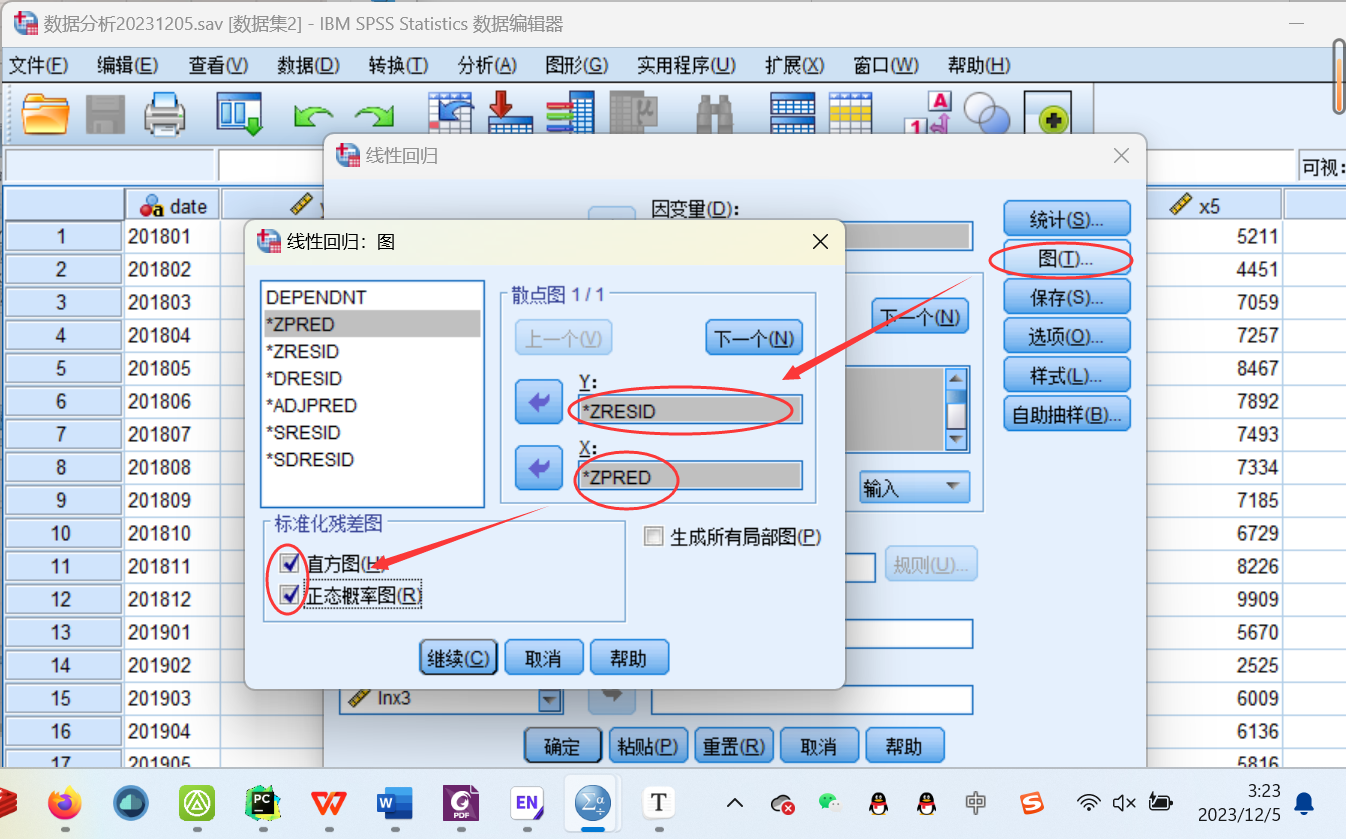 数据分析20231205.sav [数据集2] - IBM SPSS Statistics 数据编辑器
文件(F) 编辑(E) 查看(V) 数据(D) 转换(T) 分析(A) 图形(G) 实用程序(U) 扩展(X) 窗口(W) 帮助(H)
线性回归
可视:
date
x5
因变量(D):
统计(S)...
图(T)...
保存(S)...
选项(O)...
样式(L)...
自助抽样(B)...
下一个(N)
输入
规则(U)...
lnx3
确定 粘贴(P) 重置(R) 取消 帮助
线性回归：图
DEPENDNT
*ZPRED
*ZRESID
*DRESID
*ADJPRED
*SRESID
*SDRESID
散点图 1 / 1
上一个(V) 下一个(N)
Y:
*ZRESID
X:
*ZPRED
标准化残差图
直方图(H)
正态概率图(R)
生成所有局部图(P)
继续(C) 取消 帮助
1 201801 5211
2 201802 4451
3 201803 7059
4 201804 7257
5 201805 8467
6 201806 7892
7 201807 7493
8 201808 7334
9 201809 7185
10 201810 6729
11 201811 8226
12 201812 9909
13 201901 5670
14 201902 2525
15 201903 6009
16 201904 6136
17 201905 5816
PC
W
G
PDF
EN
Σα
T
中
S
3:23
2023/12/5